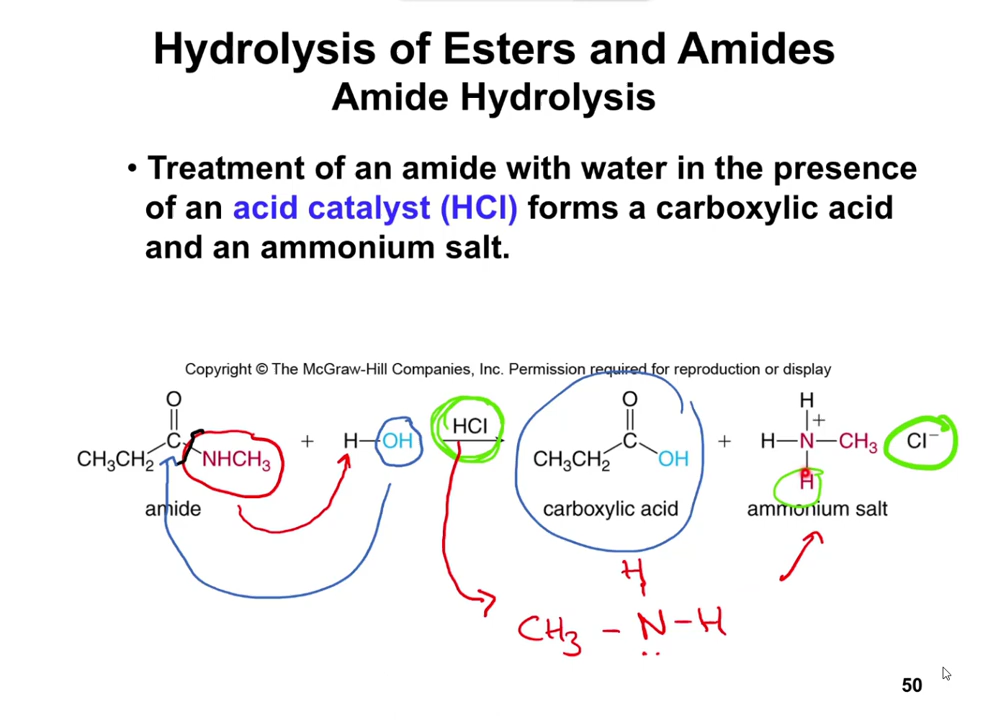 Hydrolysis of Esters and Amides
Amide Hydrolysis
• Treatment of an amide with water in the presence
of an acid catalyst (HCl) forms a carboxylic acid
and an ammonium salt.
Copyright © The McGraw-Hill Companies, Inc. Permission required for reproduction or display
O
C
CH₃CH₂ NHCH₃
amide
+
H—OH
HCl
O
C
CH₃CH₂ OH
carboxylic acid
+
H
+
H—N—CH₃ Cl⁻
H
ammonium salt
H
CH₃ – N – H
50